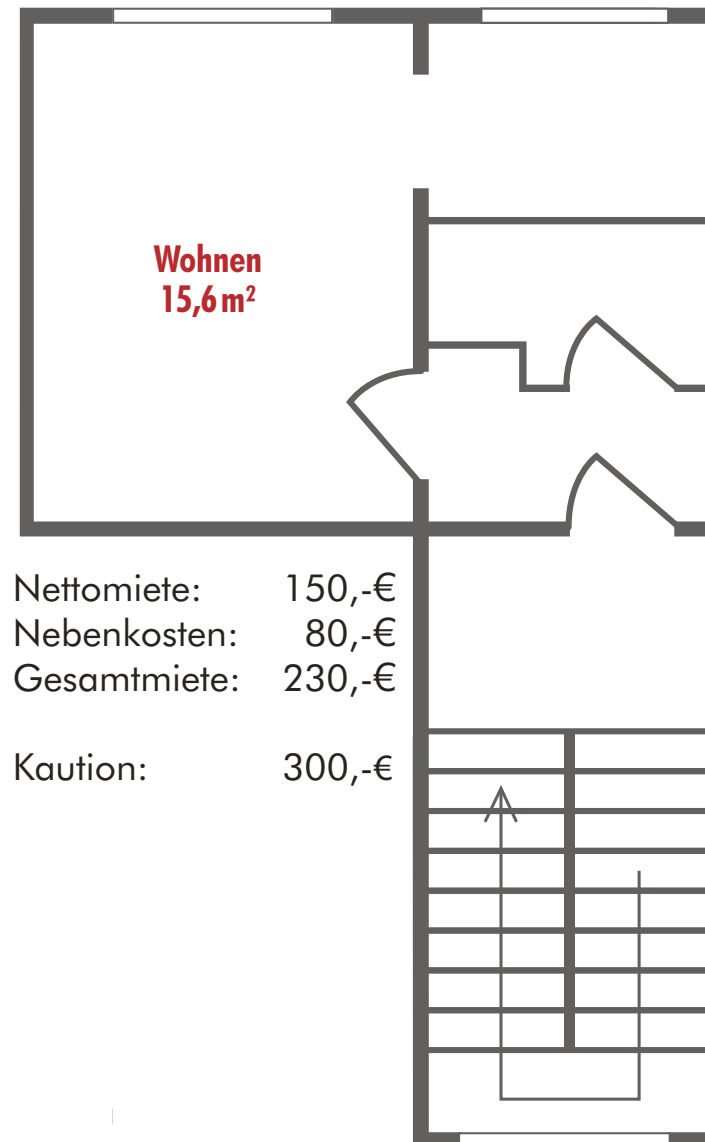 Wohnen
15,6 m²
Nettomiete: 150,-€
Nebenkosten: 80,-€
Gesamtmiete: 230,-€
Kaution: 300,-€